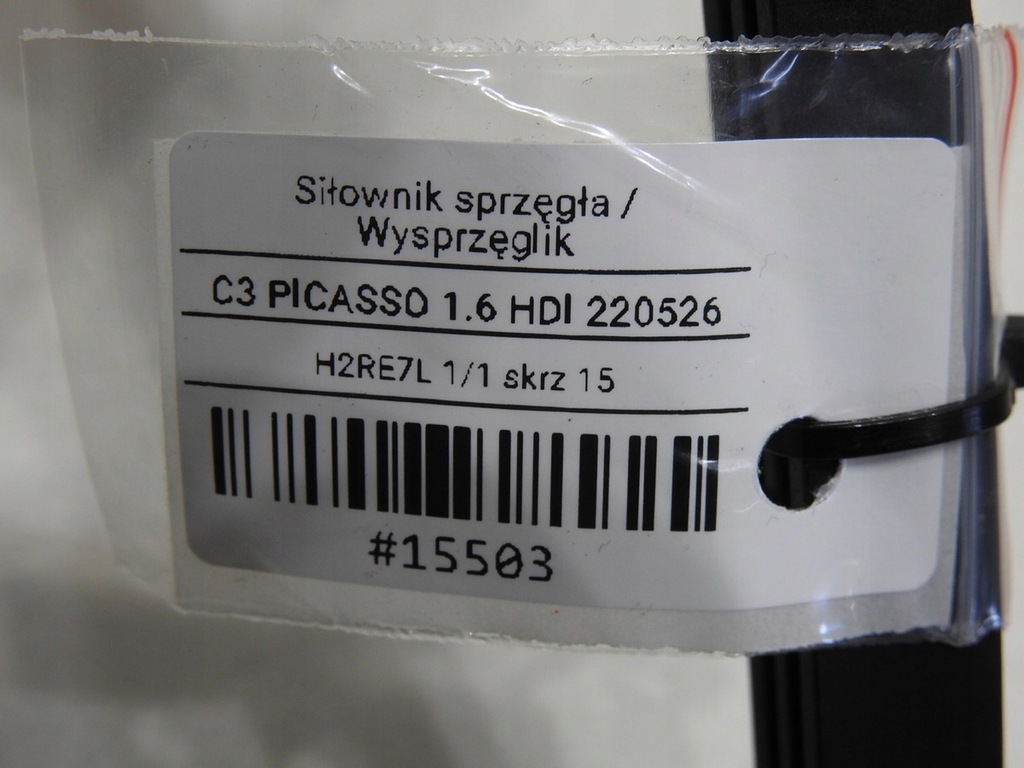 Siłownik sprzęgła /
Wysprzęglik
C3 PICASSO 1.6 HDI 220526
H2RE7L 1/1 skrz 15
#15503